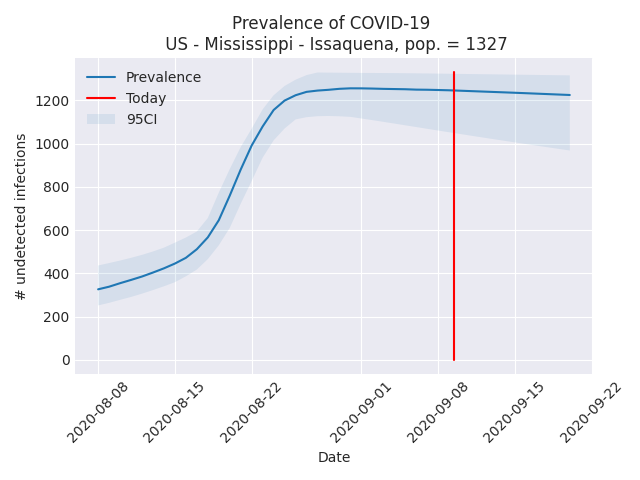 Prevalence of COVID-19
US - Mississippi - Issaquena, pop. = 1327
Prevalence
Today
95CI
# undetected infections
1200
1000
800
600
400
200
0
2020-08-08
2020-08-15
2020-08-22
2020-09-01
2020-09-08
2020-09-15
2020-09-22
Date